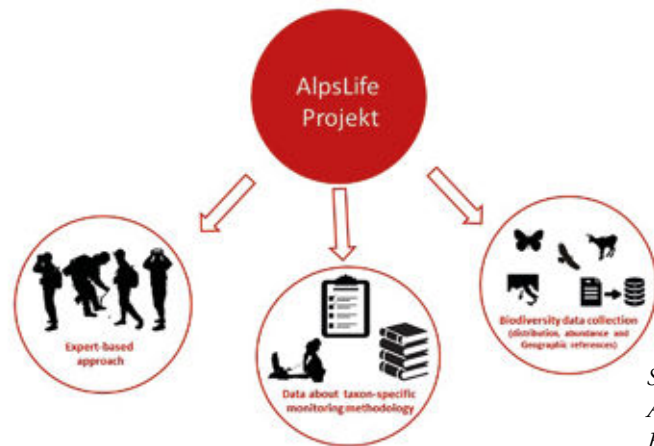 AlpsLife
Projekt
Expert-based
approach
Data about taxon-specific
monitoring methodology
Biodiversity data collection
(distribution, abundance and
Geographic references)
S
A